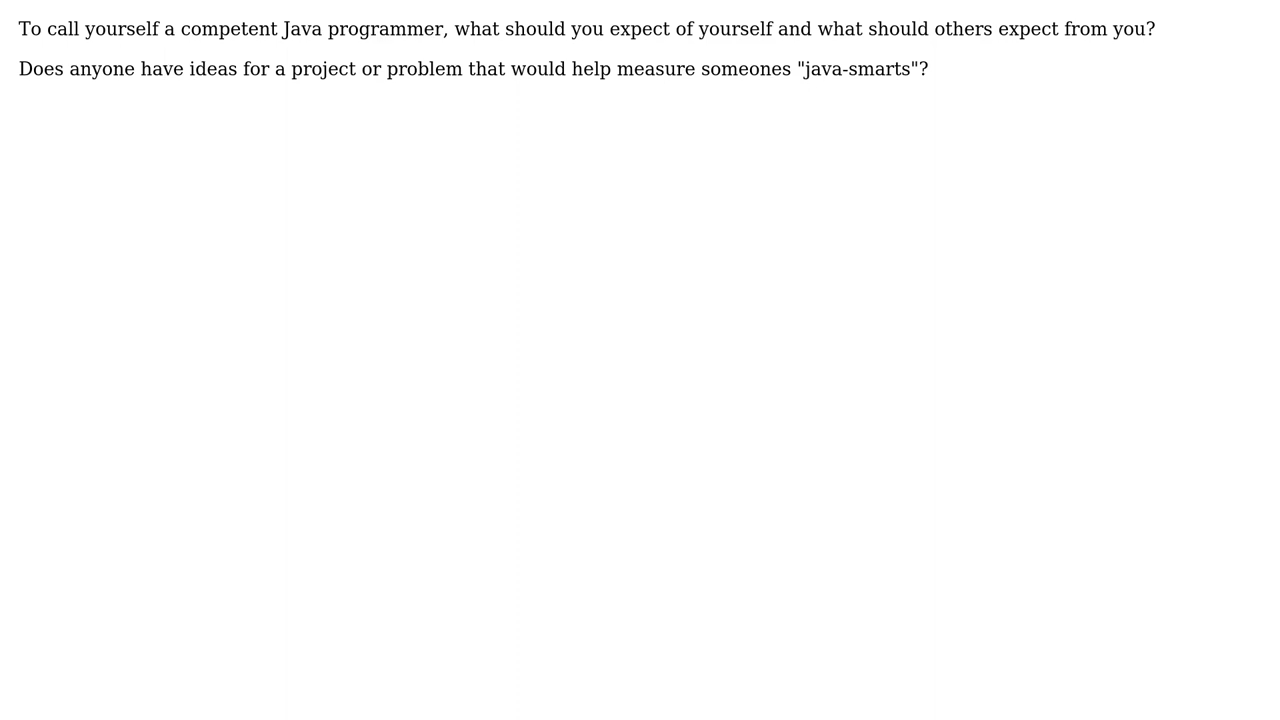 To call yourself a competent Java programmer, what should you expect of yourself and what should others expect from you?
Does anyone have ideas for a project or problem that would help measure someones "java-smarts"?